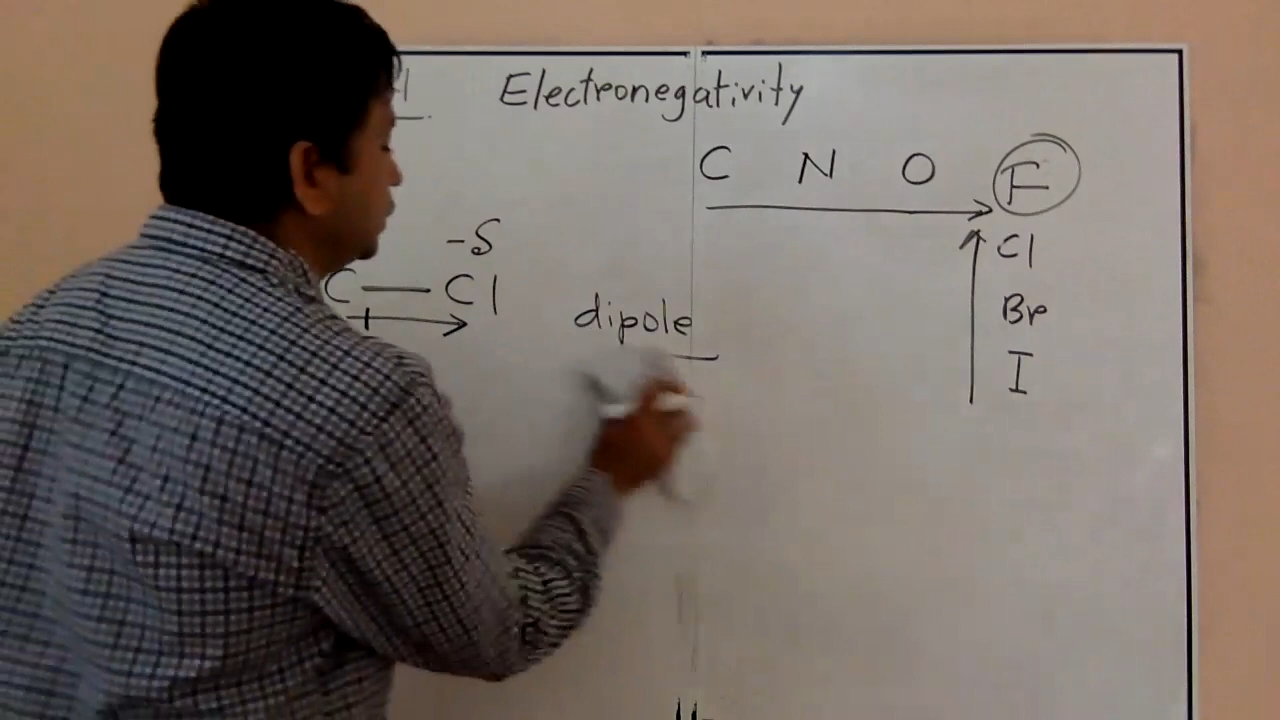 Electronegativity
C N O F
-δ
Cl
C — Cl
Br
dipole
I